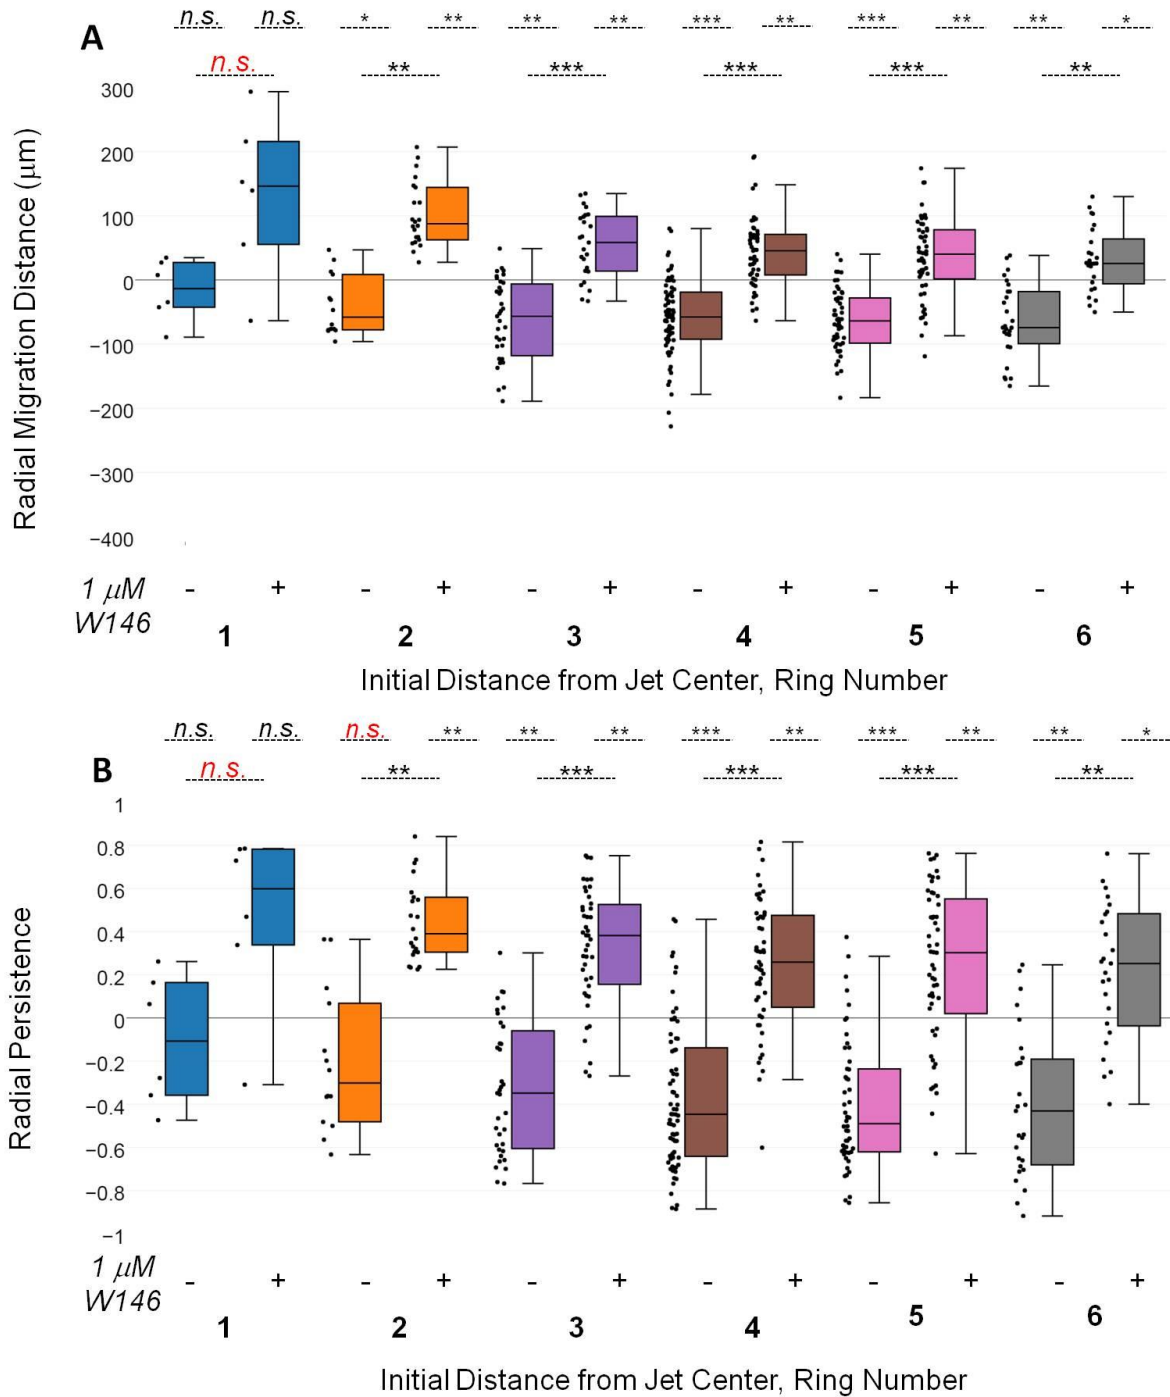 n.s. n.s. * ** ** ** *** ** *** ** ** *
A
n.s. ** *** *** *** **
300
200
100
0
−100
−200
−300
−400
Radial Migration Distance (μm)
1 μM - + - + - + - + - + - +
W146
1 2 3 4 5 6
Initial Distance from Jet Center, Ring Number
n.s. n.s. n.s. ** ** ** *** ** *** ** ** *
B
n.s. ** *** *** *** **
1
0.8
0.6
0.4
0.2
0
−0.2
−0.4
−0.6
−0.8
−1
Radial Persistence
1 μM - + - + - + - + - + - +
W146
1 2 3 4 5 6
Initial Distance from Jet Center, Ring Number